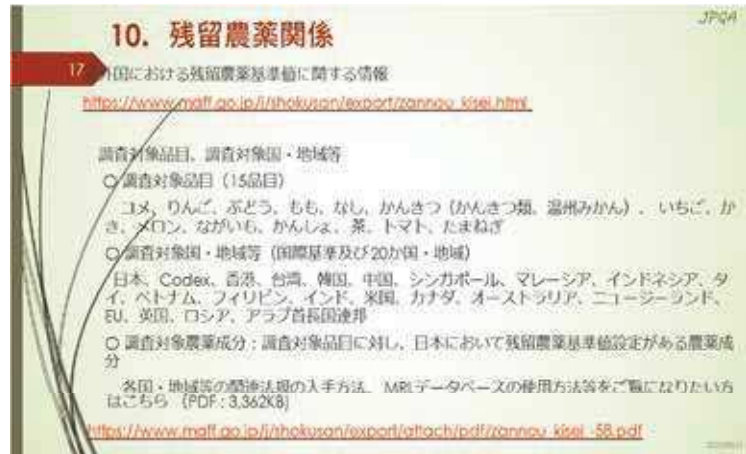 JPCA
10. 残留農薬関係
17
外国における残留農薬基準値に関する情報
https://www.maff.go.jp/j/shokusan/export/zannou_kisei.html
調査対象品目、調査対象国・地域等
○ 調査対象品目（15品目）
コメ、りんご、ぶどう、もも、なし、かんきつ（かんきつ類、温州みかん）、いちご、か
き、メロン、ながいも、かんしょ、茶、トマト、たまねぎ
○ 調査対象国・地域等（国際基準及び20か国・地域）
日本、Codex、香港、台湾、韓国、中国、シンガポール、マレーシア、インドネシア、タ
イ、ベトナム、フィリピン、インド、米国、カナダ、オーストラリア、ニュージーランド、
EU、英国、ロシア、アラブ首長国連邦
○ 調査対象農薬成分：調査対象品目に対し、日本において残留農薬基準値設定がある農薬成
分
各国・地域等の関連法規の入手方法、MRLデータベースの使用方法等をご覧になりたい方
はこちら （PDF : 3,362KB)
https://www.maff.go.jp/j/shokusan/export/attach/pdf/zannou_kisei_-58.pdf